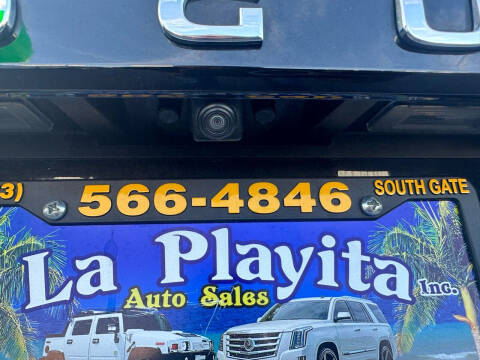 G U
3) 566-4846 SOUTH GATE
La Playita Inc.
Auto Sales